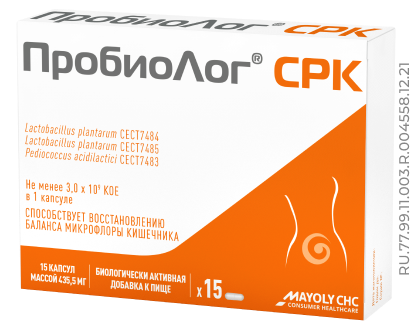 ПробиоЛог® СРК
Lactobacillus plantarum CECT7484
Lactobacillus plantarum CECT7485
Pediococcus acidilactici CECT7483
Не менее 3,0 х 10⁹ КОЕ
в 1 капсуле
СПОСОБСТВУЕТ ВОССТАНОВЛЕНИЮ
БАЛАНСА МИКРОФЛОРЫ КИШЕЧНИКА
15 КАПСУЛ
МАССОЙ 435,5 МГ
БИОЛОГИЧЕСКИ АКТИВНАЯ
ДОБАВКА К ПИЩЕ
х 15
MAYOLY CHC
CONSUMER HEALTHCARE
RU.77.99.11.003.R.004558.12.21